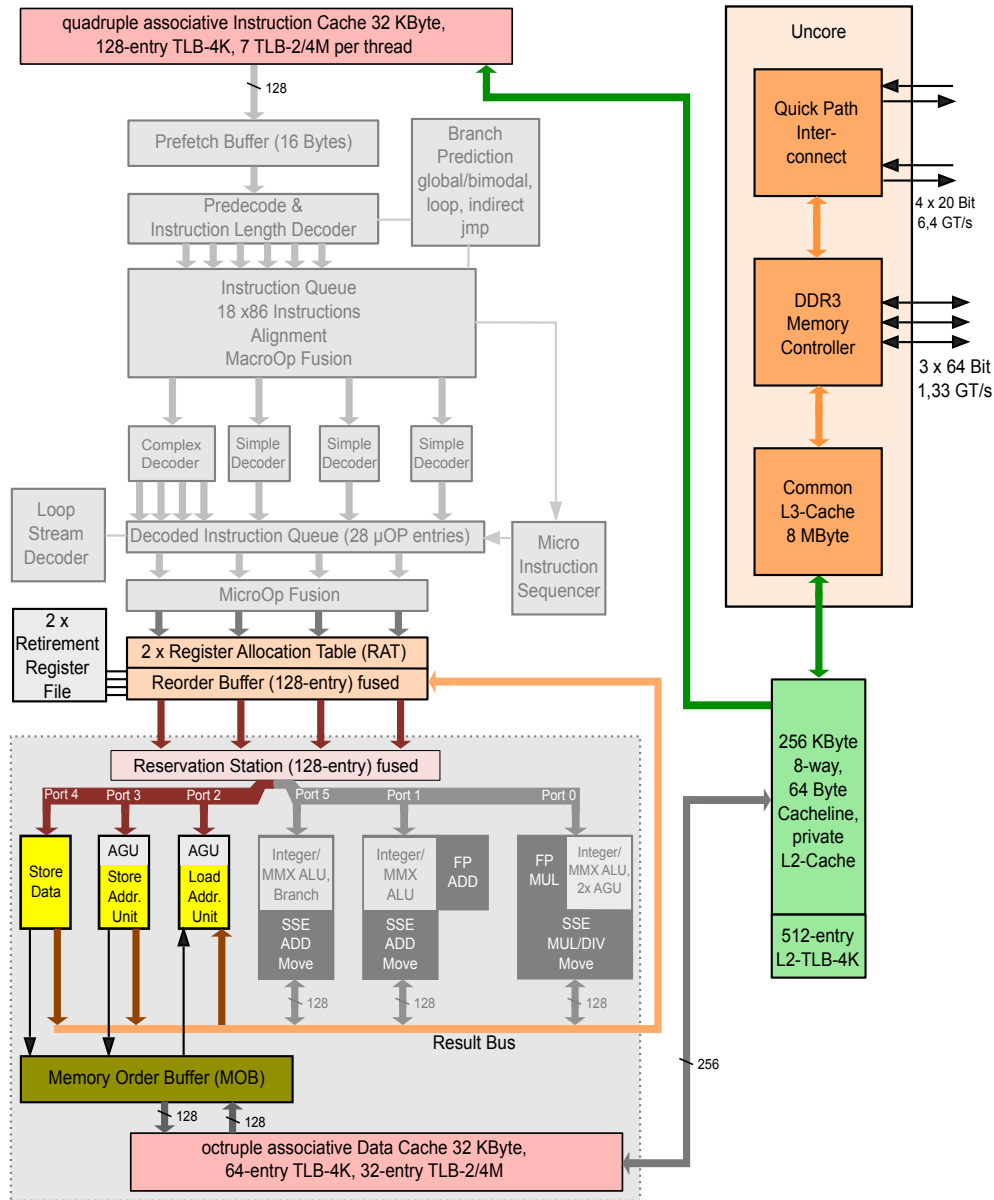 quadruple associative Instruction Cache 32 KByte,
128-entry TLB-4K, 7 TLB-2/4M per thread
128
Prefetch Buffer (16 Bytes)
Predecode &
Instruction Length Decoder
Branch
Prediction
global/bimodal,
loop, indirect
jmp
Instruction Queue
18 x86 Instructions
Alignment
MacroOp Fusion
Complex
Decoder
Simple
Decoder
Simple
Decoder
Simple
Decoder
Loop
Stream
Decoder
Decoded Instruction Queue (28 µOP entries)
Micro
Instruction
Sequencer
MicroOp Fusion
2 x
Retirement
Register
File
2 x Register Allocation Table (RAT)
Reorder Buffer (128-entry) fused
Reservation Station (128-entry) fused
Port 4
Port 3
Port 2
Port 5
Port 1
Port 0
Store
Data
AGU
Store
Addr.
Unit
AGU
Load
Addr.
Unit
Integer/
MMX ALU,
Branch
SSE
ADD
Move
Integer/
MMX
ALU
FP
ADD
SSE
ADD
Move
FP
MUL
Integer/
MMX ALU,
2x AGU
SSE
MUL/DIV
Move
128
128
128
Result Bus
Memory Order Buffer (MOB)
128
128
octruple associative Data Cache 32 KByte,
64-entry TLB-4K, 32-entry TLB-2/4M
256
Uncore
Quick Path
Inter-
connect
4 x 20 Bit
6,4 GT/s
DDR3
Memory
Controller
3 x 64 Bit
1,33 GT/s
Common
L3-Cache
8 MByte
256 KByte
8-way,
64 Byte
Cacheline,
private
L2-Cache
512-entry
L2-TLB-4K